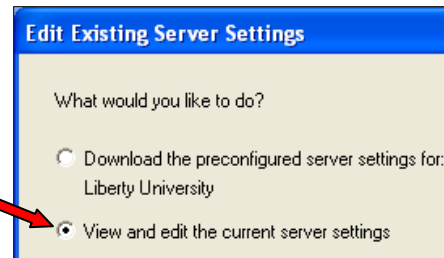 Edit Existing Server Settings
What would you like to do?
Download the preconfigured server settings for:
Liberty University
View and edit the current server settings